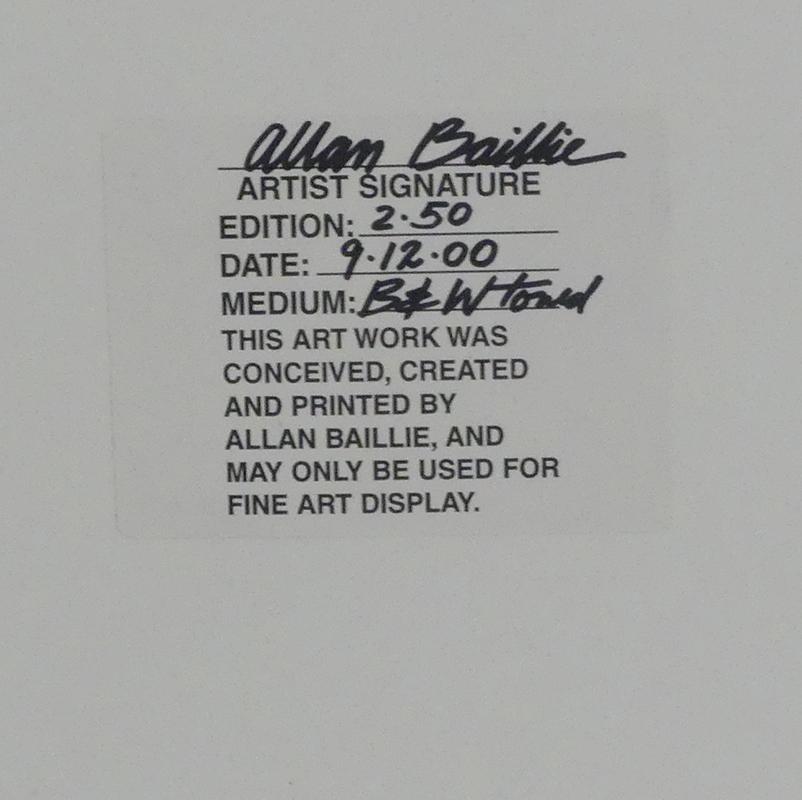 Allan Baillie
ARTIST SIGNATURE
EDITION: 2·50
DATE: 9·12·00
MEDIUM: B&W toned
THIS ART WORK WAS
CONCEIVED, CREATED
AND PRINTED BY
ALLAN BAILLIE, AND
MAY ONLY BE USED FOR
FINE ART DISPLAY.